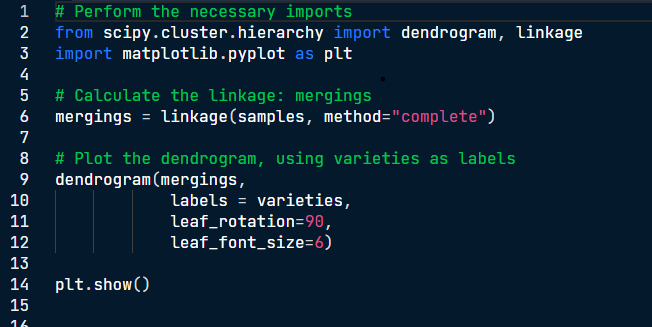 1 # Perform the necessary imports
2 from scipy.cluster.hierarchy import dendrogram, linkage
3 import matplotlib.pyplot as plt
4
5 # Calculate the linkage: mergings
6 mergings = linkage(samples, method="complete")
7
8 # Plot the dendrogram, using varieties as labels
9 dendrogram(mergings,
10 labels = varieties,
11 leaf_rotation=90,
12 leaf_font_size=6)
13
14 plt.show()
15
16